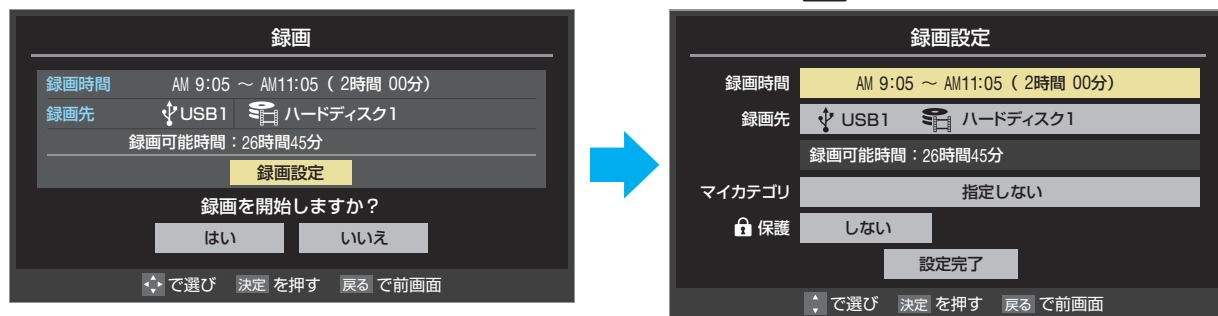 録画
録画時間 AM 9:05 ～ AM11:05 ( 2時間 00分)
録画先 USB1 ハードディスク1
録画可能時間：26時間45分
録画設定
録画を開始しますか？
はい いいえ
で選び 決定 を押す 戻る で前画面
録画設定
録画時間 AM 9:05 ～ AM11:05 ( 2時間 00分)
録画先 USB1 ハードディスク1
録画可能時間：26時間45分
マイカテゴリ 指定しない
保護 しない
設定完了
で選び 決定 を押す 戻る で前画面